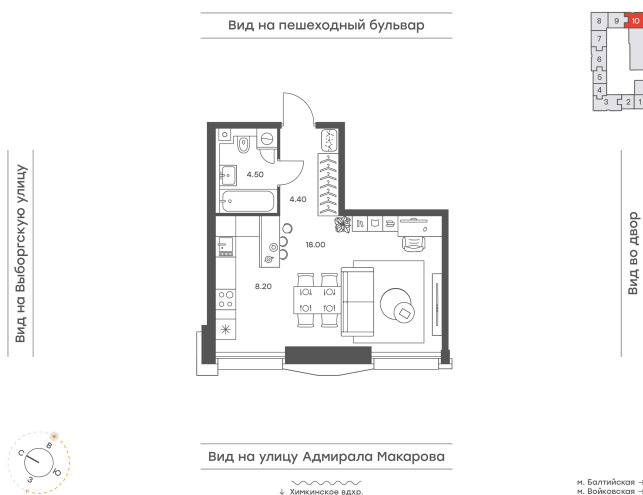 Вид на пешеходный бульвар
8 9 10
7
6
5
4
3 2 1
Вид на Выборгскую улицу
Вид во двор
4.50
4.40
18.00
8.20
Вид на улицу Адмирала Макарова
С В
З Ю
↓ Химкинское вдхр.
м. Балтийская
м. Войковская